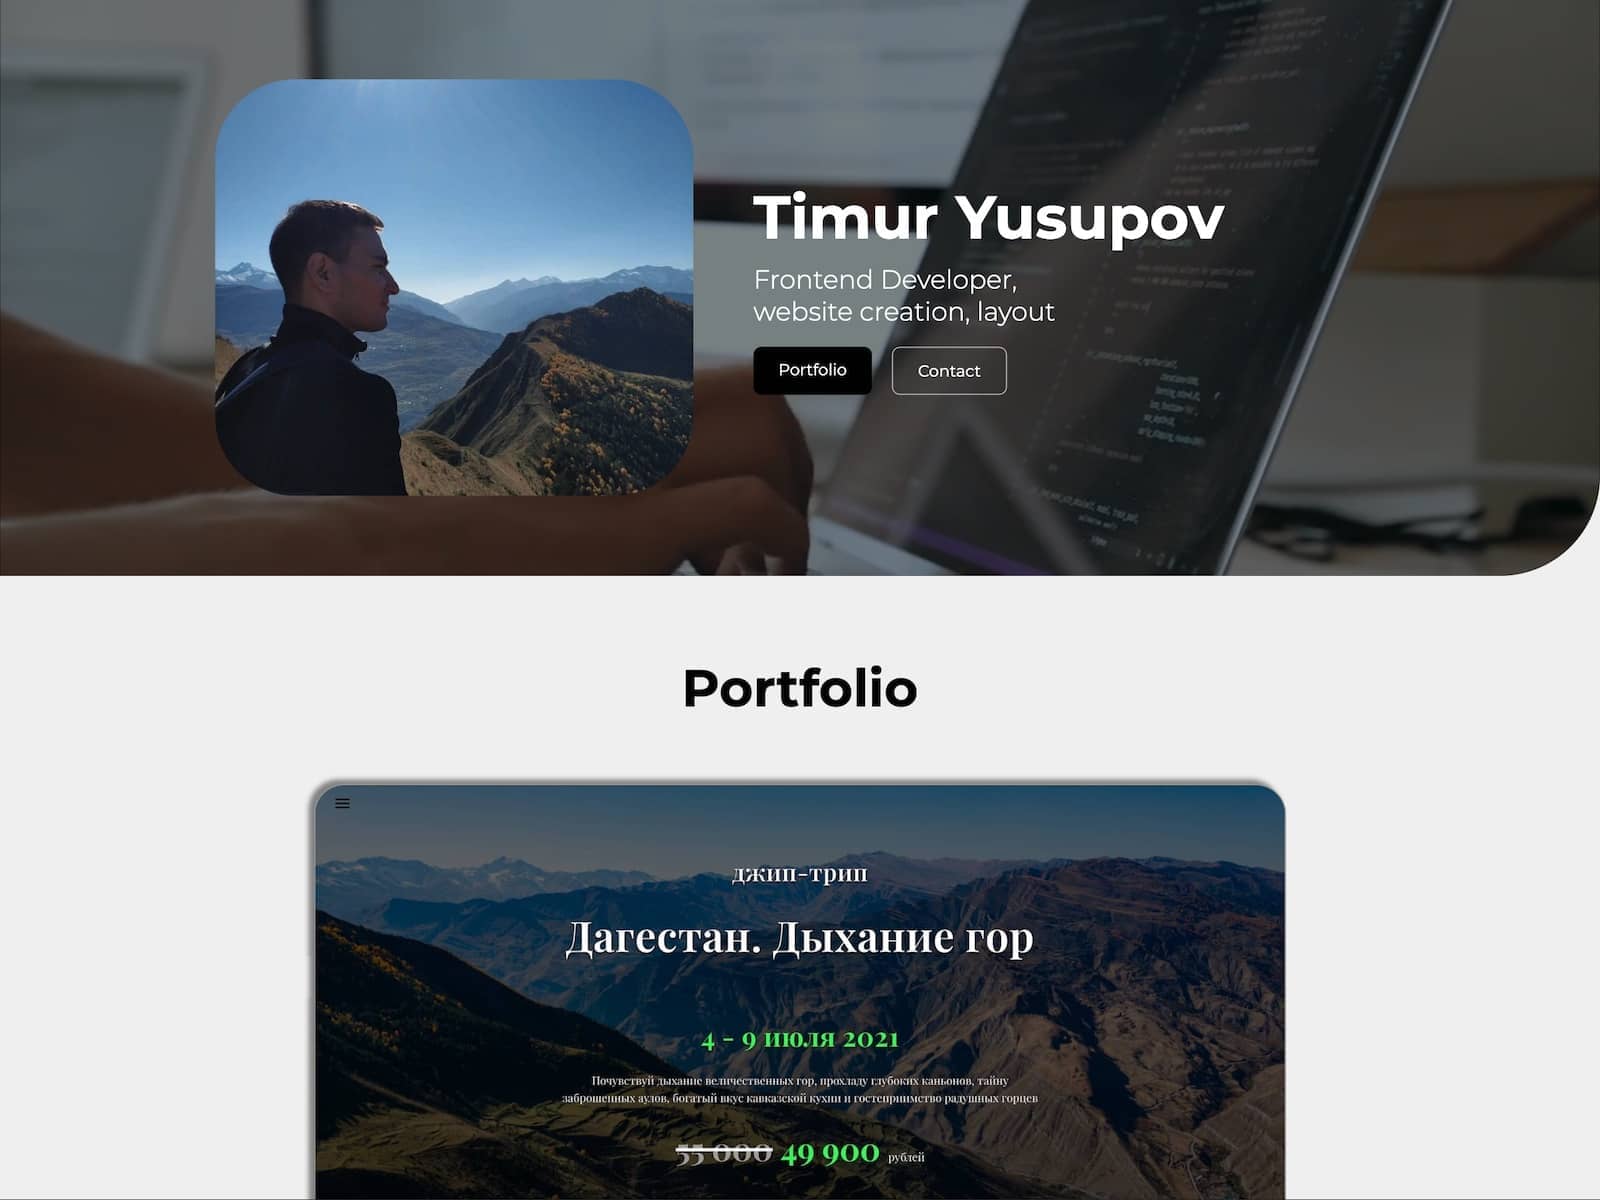 Timur Yusupov
Frontend Developer,
website creation, layout
Portfolio
Contact
Portfolio
джип-трип
Дагестан. Дыхание гор
4 - 9 июля 2021
Почувствуй дыхание величественных гор, прохладу глубоких каньонов, тайну
заброшенных аулов, богатый вкус кавказской кухни и гостеприимство радушных горцев
55 000 49 900 рублей